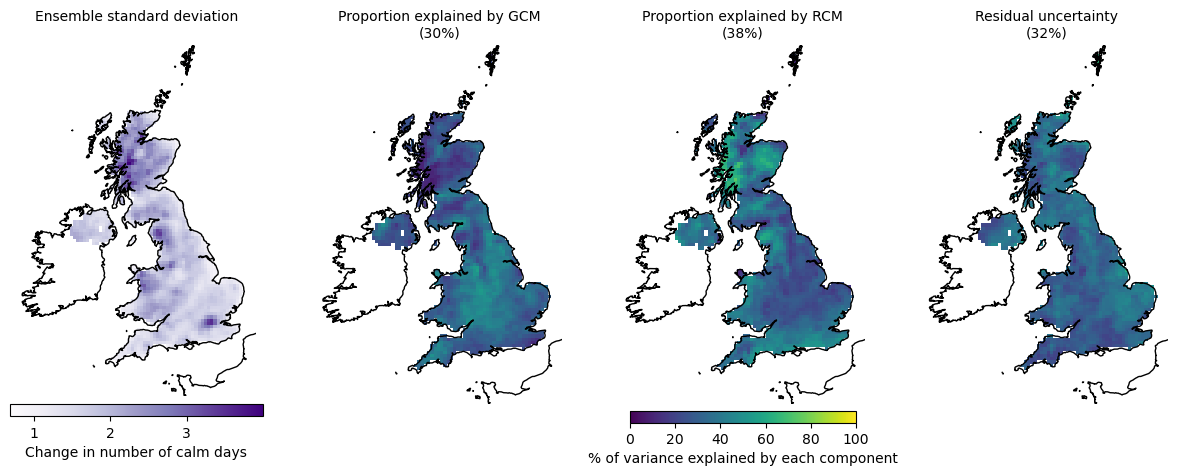 Ensemble standard deviation
Proportion explained by GCM
(30%)
Proportion explained by RCM
(38%)
Residual uncertainty
(32%)
1 2 3
Change in number of calm days
0 20 40 60 80 100
% of variance explained by each component